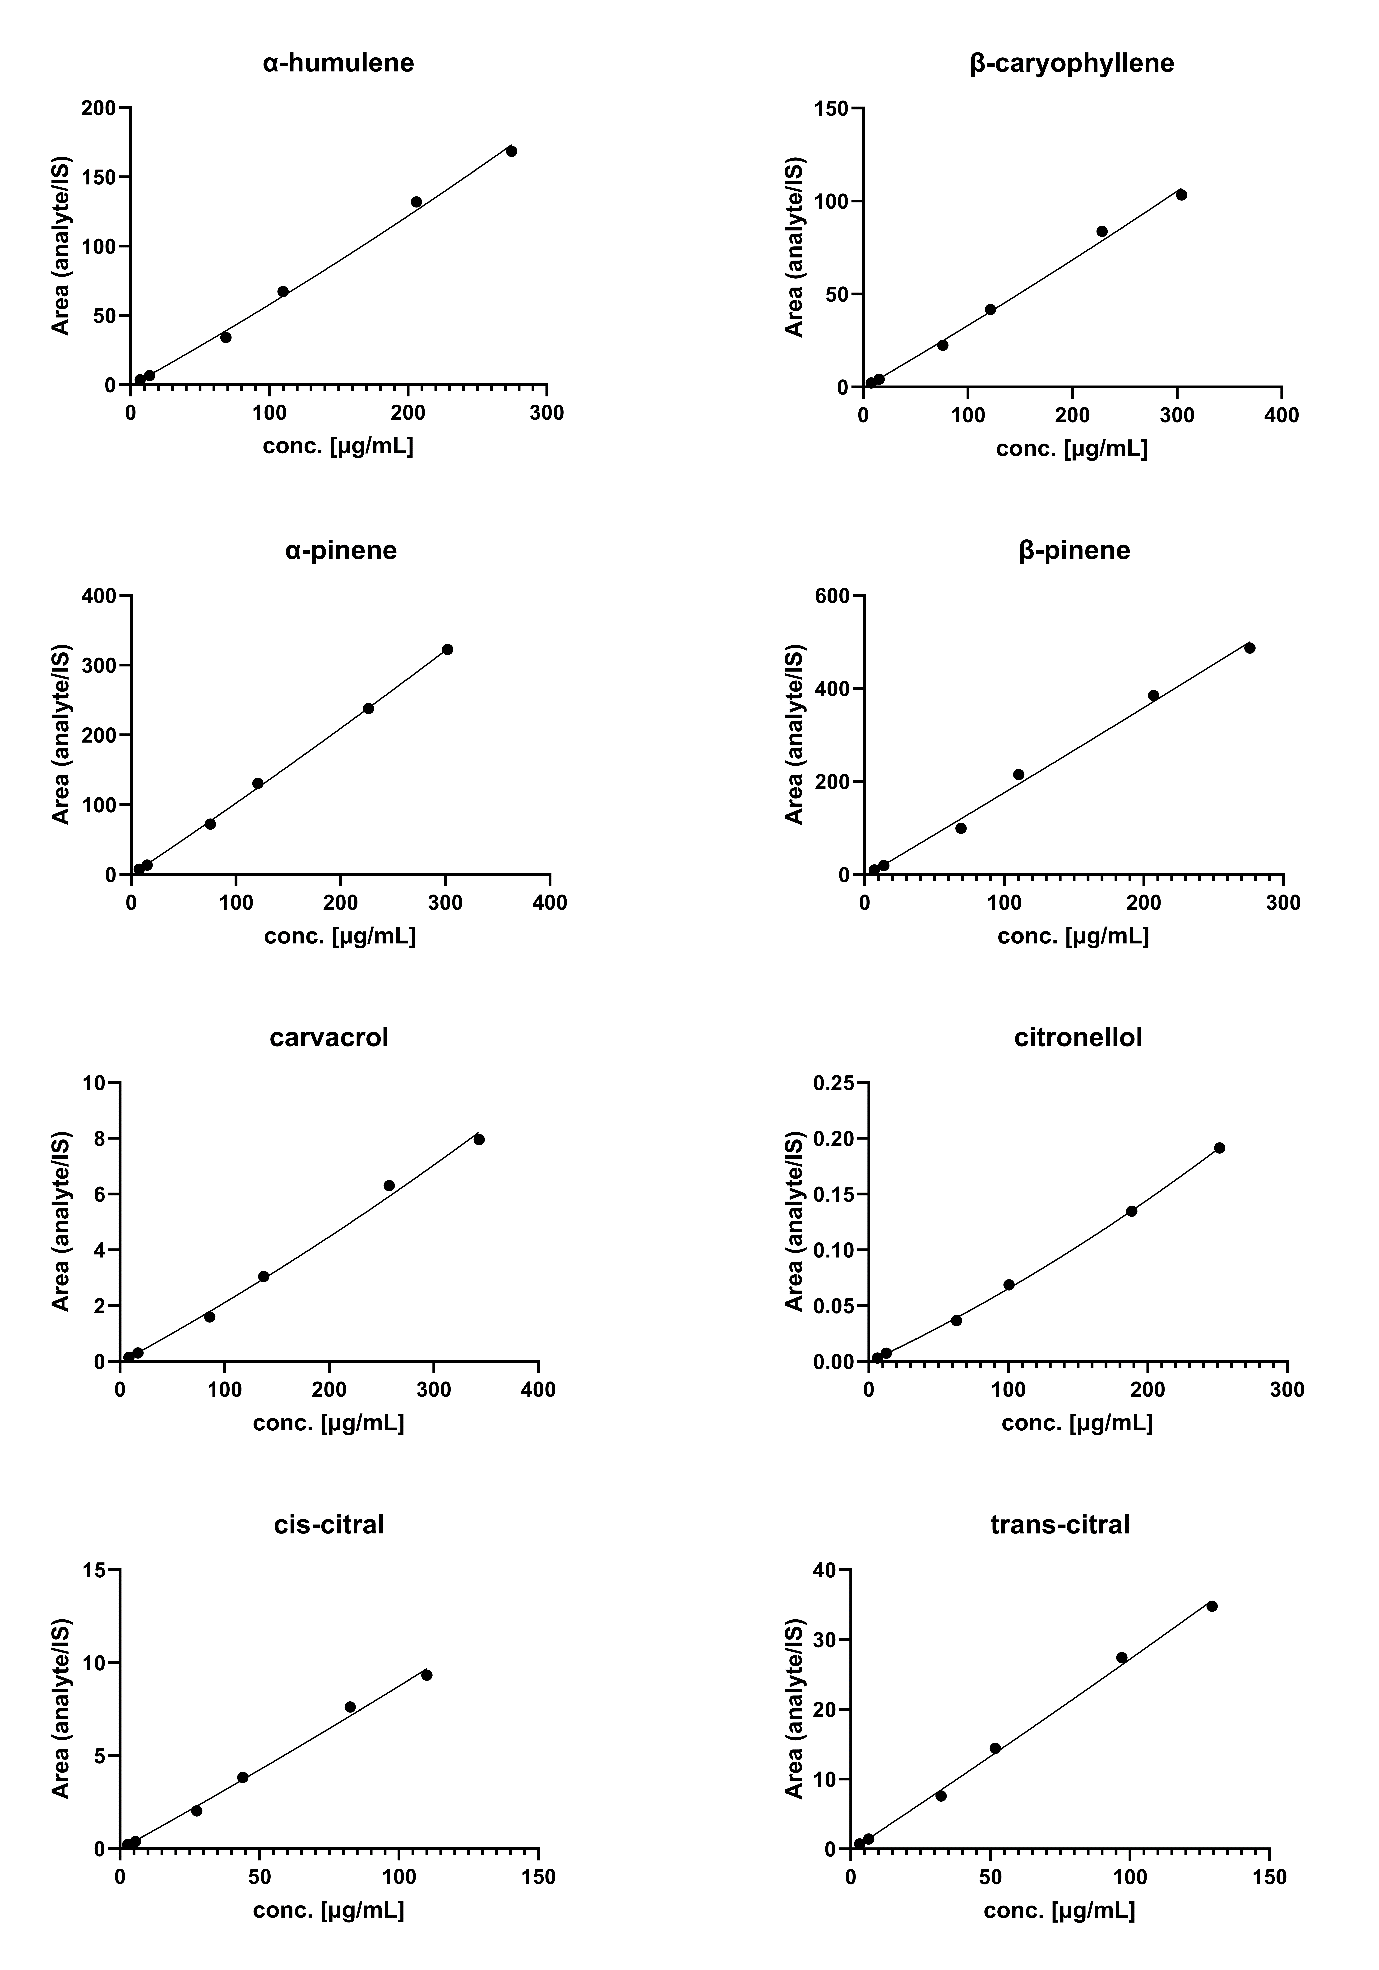 α-humulene
200
150
100
50
0
Area (analyte/IS)
0 100 200 300
conc. [µg/mL]
β-caryophyllene
150
100
50
0
Area (analyte/IS)
0 100 200 300 400
conc. [µg/mL]
α-pinene
400
300
200
100
0
Area (analyte/IS)
0 100 200 300 400
conc. [µg/mL]
β-pinene
600
400
200
0
Area (analyte/IS)
0 100 200 300
conc. [µg/mL]
carvacrol
10
8
6
4
2
0
Area (analyte/IS)
0 100 200 300 400
conc. [µg/mL]
citronellol
0.25
0.20
0.15
0.10
0.05
0.00
Area (analyte/IS)
0 100 200 300
conc. [µg/mL]
cis-citral
15
10
5
0
Area (analyte/IS)
0 50 100 150
conc. [µg/mL]
trans-citral
40
30
20
10
0
Area (analyte/IS)
0 50 100 150
conc. [µg/mL]